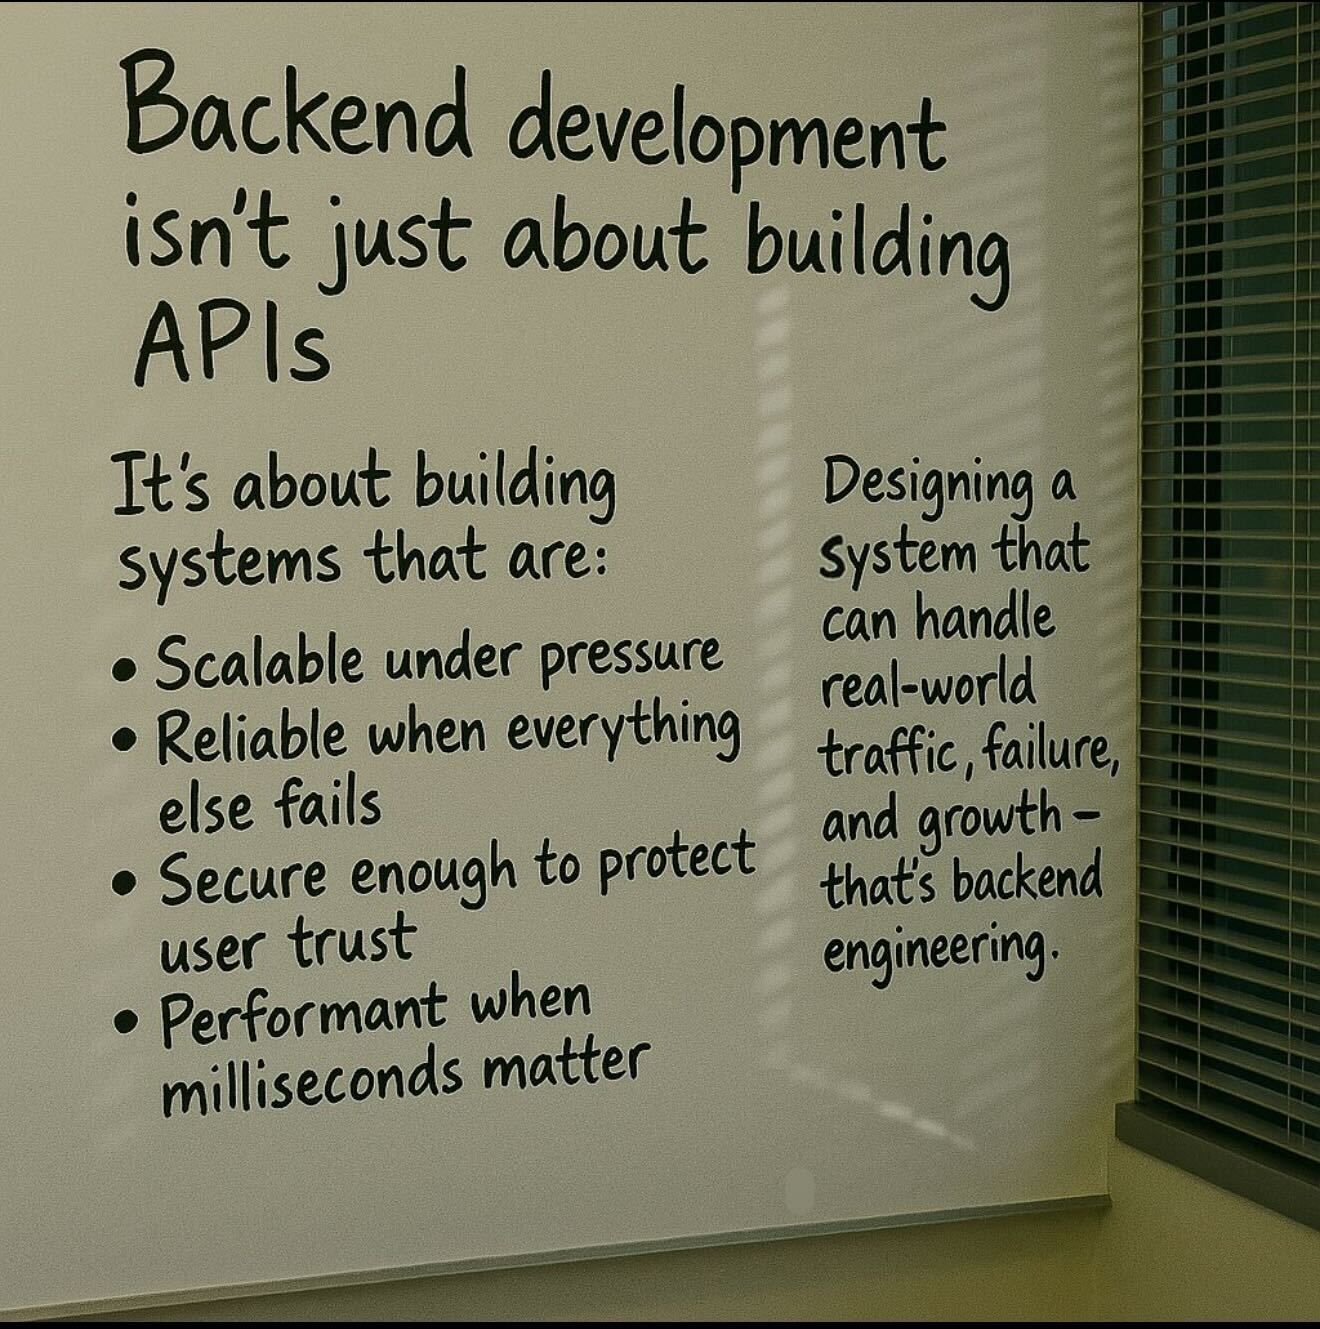 Backend development
isn't just about building
APIs
It's about building
systems that are:
• Scalable under pressure
• Reliable when everything
else fails
• Secure enough to protect
user trust
• Performant when
milliseconds matter
Designing a
system that
can handle
real-world
traffic, failure,
and growth –
that's backend
engineering.